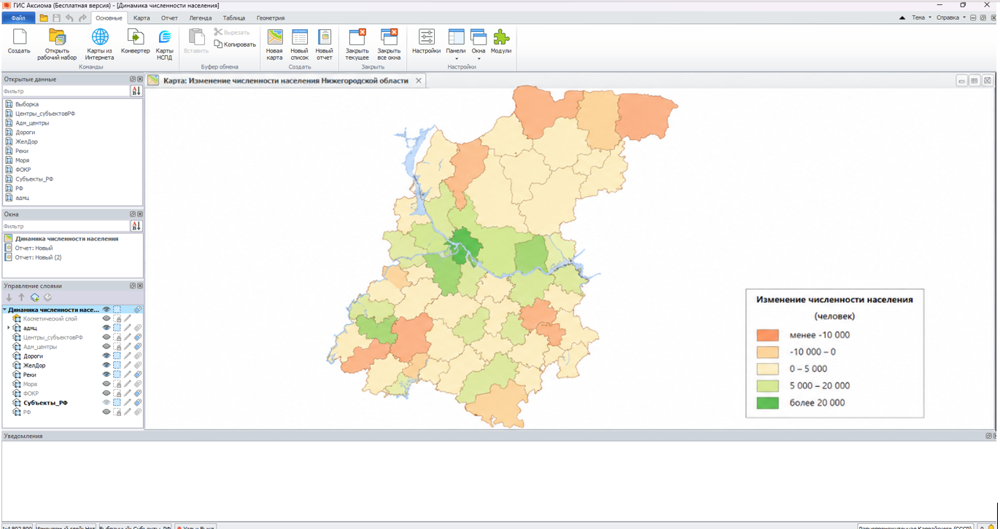 ГИС Аксиома (Бесплатная версия) - [Динамика численности населения]
Файл Основные Карта Отчет Легенда Таблица Геометрия Тема Справка
Создать Открыть рабочий набор Карты из Интернета Конвертер Карты НСПД Вставить Вырезать Копировать Новая карта Новый список Новый отчет Закрыть текущее Закрыть все окна Настройки Панели Окна Модули
Команды Буфер обмена Создать Закрыть Настройки
Открытые данные
Фильтр
Выборка
Центры_субъектовРФ
Адм_центры
Дороги
ЖелДор
Реки
Моря
ФОКР
Субъекты_РФ
РФ
адмц
Окна
Фильтр
Динамика численности населения
Отчет: Новый
Отчет: Новый (2)
Управление слоями
Динамика численности насе...
Косметический слой
адмц
Центры_субъектовРФ
Адм_центры
Дороги
ЖелДор
Реки
Моря
ФОКР
Субъекты_РФ
РФ
Карта: Изменение численности населения Нижегородской области
Изменение численности населения
(человек)
менее -10 000
-10 000 – 0
0 – 5 000
5 000 – 20 000
более 20 000
Уведомления